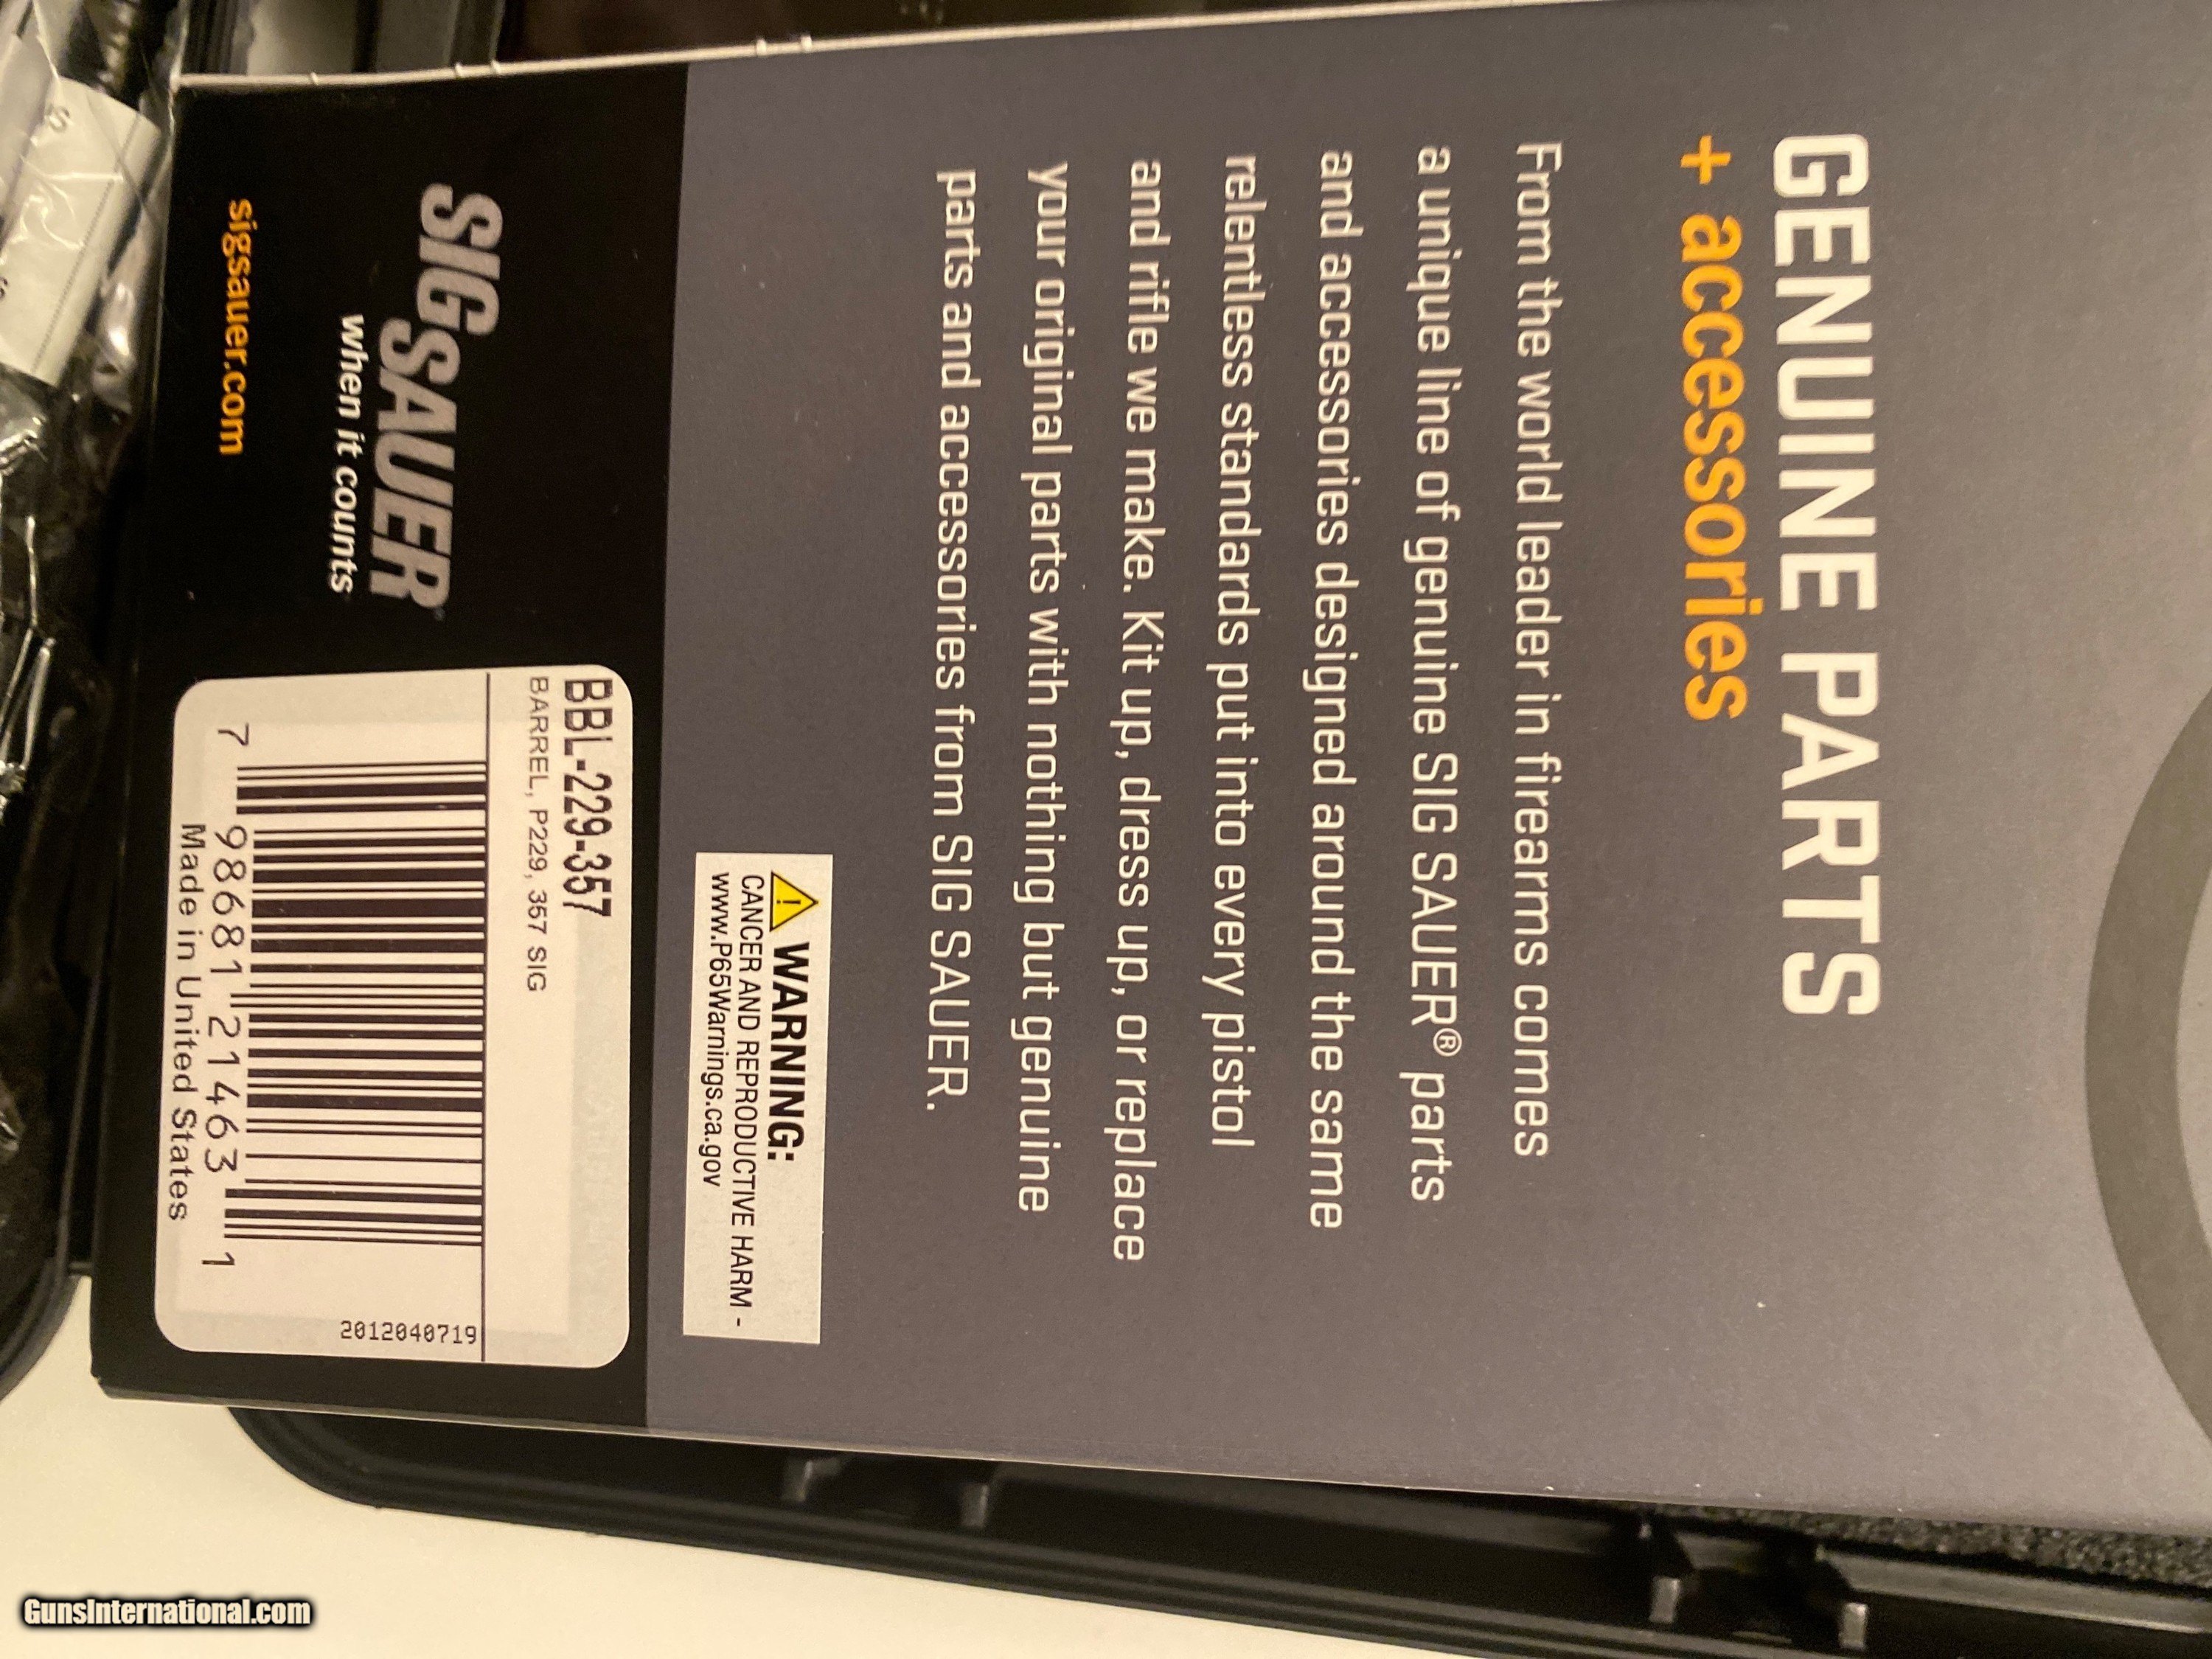 GENUINE PARTS
+ accessories
From the world leader in firearms comes
a unique line of genuine SIG SAUER® parts
and accessories designed around the same
relentless standards put into every pistol
and rifle we make. Kit up, dress up, or replace
your original parts with nothing but genuine
parts and accessories from SIG SAUER.
WARNING:
CANCER AND REPRODUCTIVE HARM -
www.P65Warnings.ca.gov
SIG SAUER
when it counts
sigsauer.com
BBL-229-357
BARREL, P229, 357 SIG
7 98681 21463 1
Made in United States
2012040719
GunsInternational.com